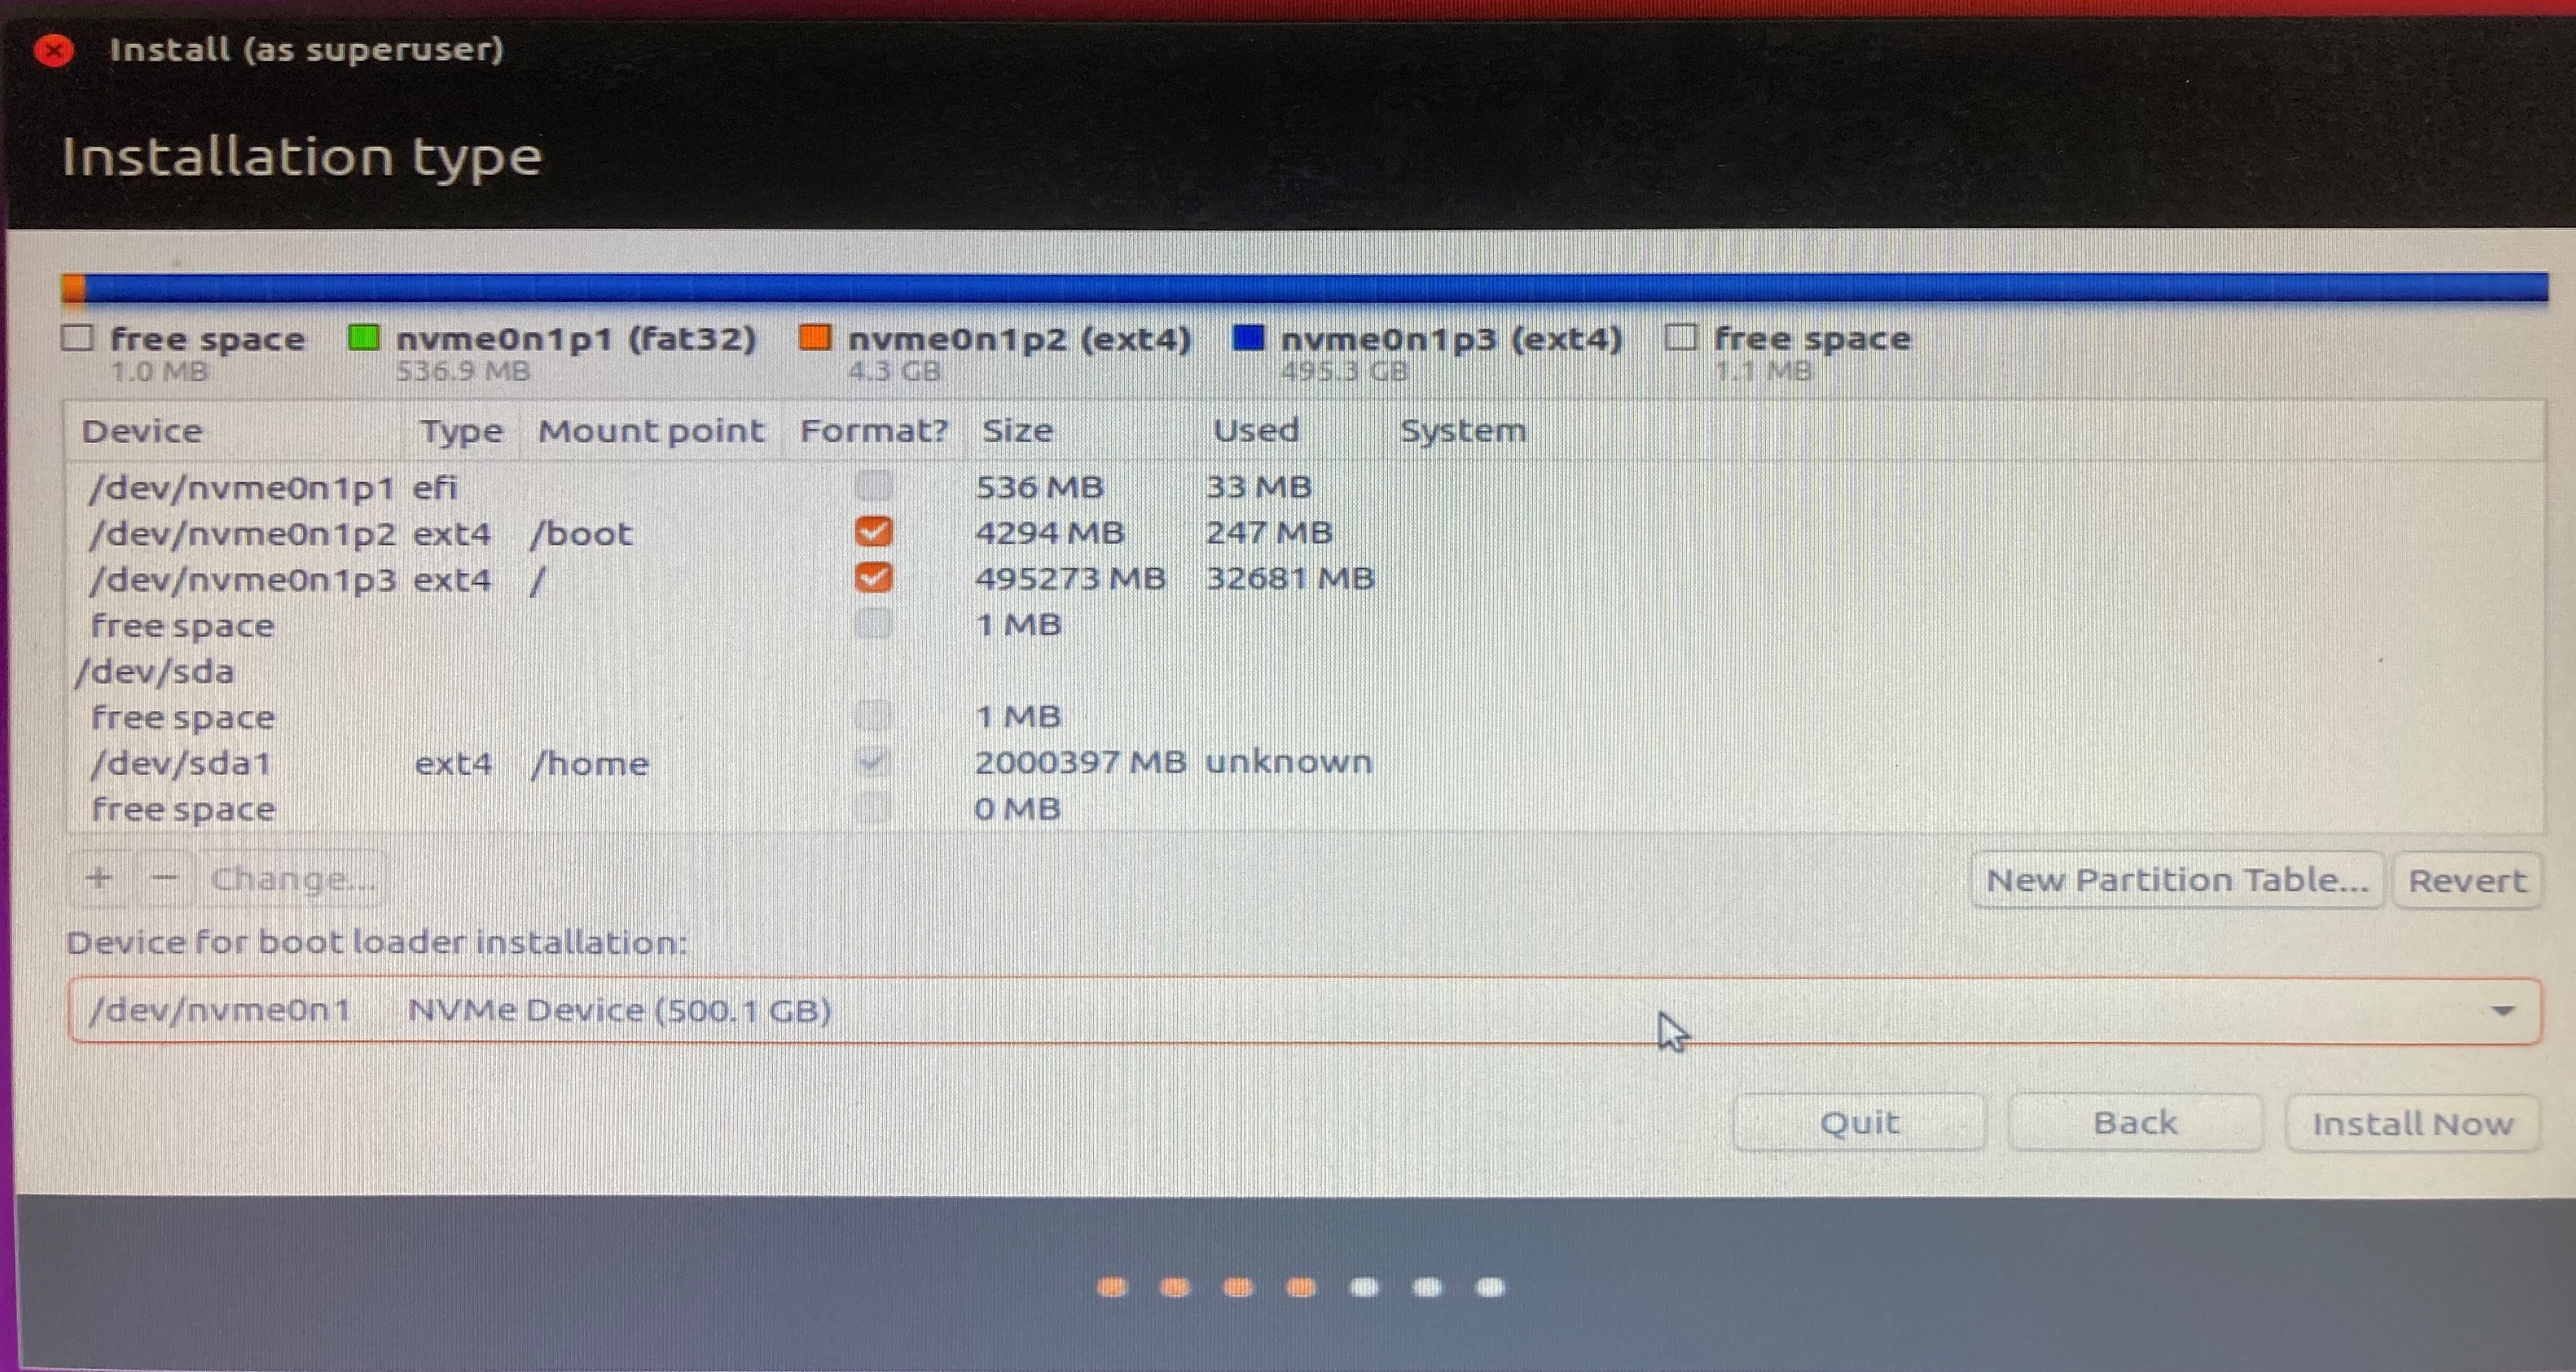 Install (as superuser)
Installation type
free space nvme0n1p1 (fat32) nvme0n1p2 (ext4) nvme0n1p3 (ext4) free space
1.0 MB 536.9 MB 4.3 GB 495.3 GB 1.1 MB
Device Type Mount point Format? Size Used System
/dev/nvme0n1p1 efi 536 MB 33 MB
/dev/nvme0n1p2 ext4 /boot 4294 MB 247 MB
/dev/nvme0n1p3 ext4 / 495273 MB 32681 MB
free space 1 MB
/dev/sda
free space 1 MB
/dev/sda1 ext4 /home 2000397 MB unknown
free space 0 MB
+ − Change... New Partition Table... Revert
Device for boot loader installation:
/dev/nvme0n1 NVMe Device (500.1 GB)
Quit Back Install Now